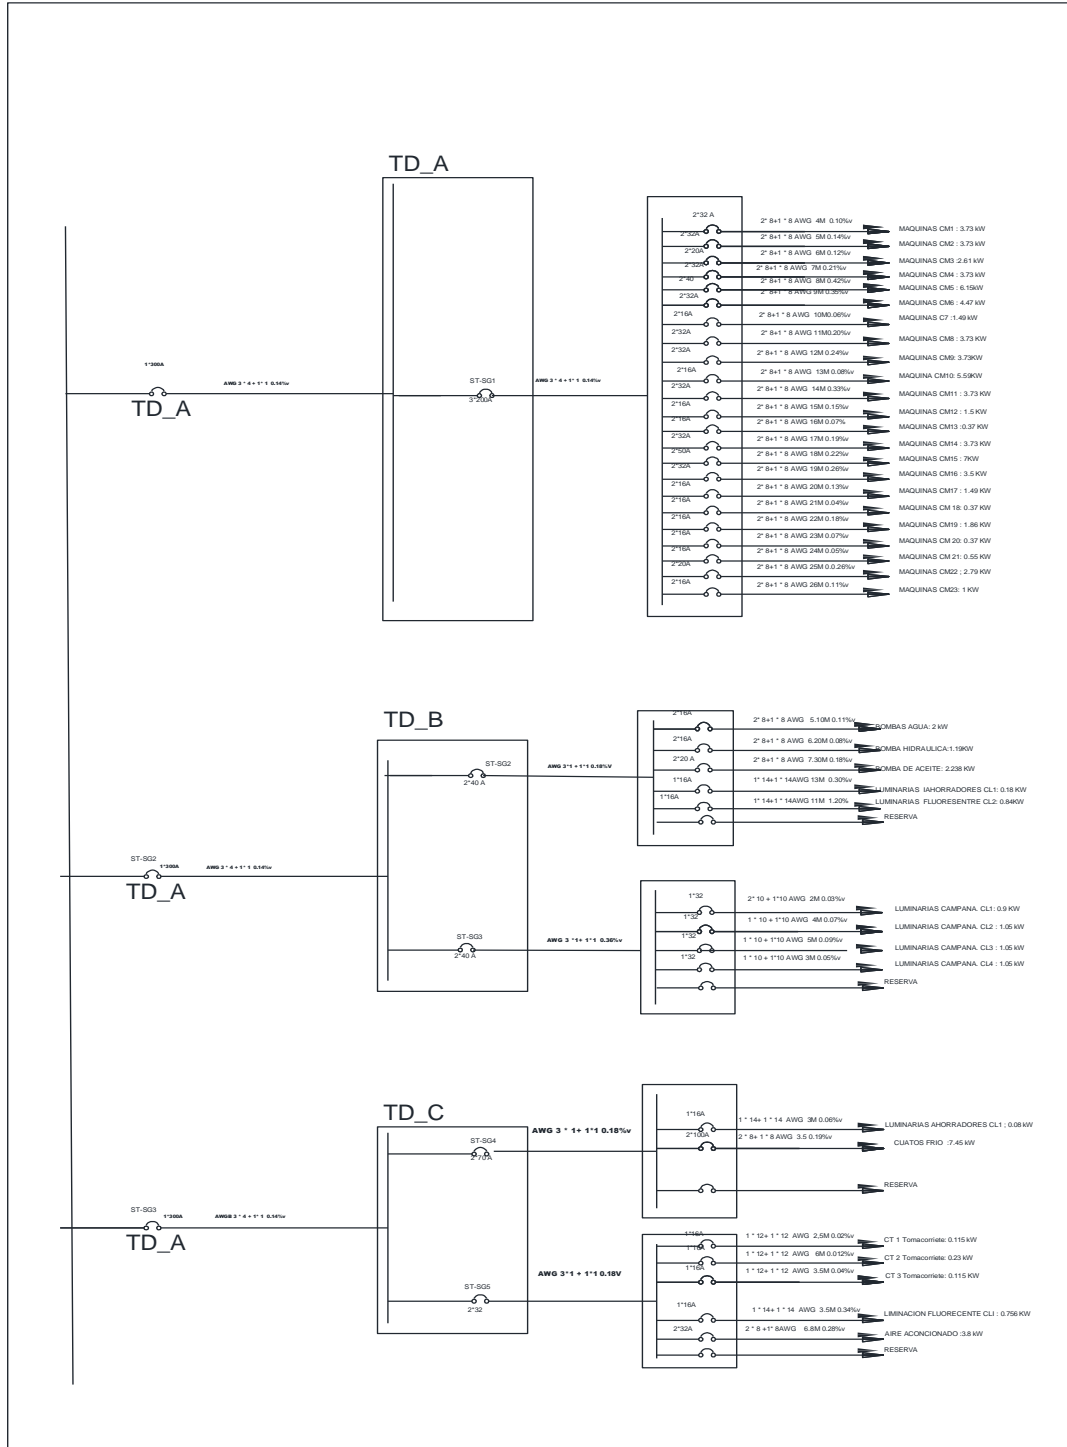 TD_A
2*32 A
2* 8+1 * 8 AWG 4M 0.10%v
MAQUINAS CM1 : 3.73 kW
2*32A
2* 8+1 * 8 AWG 5M 0.14%v
MAQUINAS CM2 : 3.73 kW
2*20A
2* 8+1 * 8 AWG 6M 0.12%v
MAQUINAS CM3 :2.61 kW
2*32A
2* 8+1 * 8 AWG 7M 0.21%v
MAQUINAS CM4 : 3.73 kW
2*40
2* 8+1 * 8 AWG 8M 0.42%v
MAQUINAS CM5 : 6.15kW
2*32A
2* 8+1 * 8 AWG 9M 0.35%v
MAQUINAS CM6 : 4.47 kW
2*16A
2* 8+1 * 8 AWG 10M0.06%v
MAQUINAS C7 :1.49 kW
2*32A
2* 8+1 * 8 AWG 11M0.20%v
MAQUINAS CM8 : 3.73 KW
2*32A
2* 8+1 * 8 AWG 12M 0.24%v
MAQUINAS CM9: 3.73KW
2*16A
2* 8+1 * 8 AWG 13M 0.08%v
MAQUINA CM10: 5.59KW
2*32A
2* 8+1 * 8 AWG 14M 0.33%v
MAQUINAS CM11 : 3.73 KW
2*16A
2* 8+1 * 8 AWG 15M 0.15%v
MAQUINAS CM12 : 1.5 KW
2*16A
2* 8+1 * 8 AWG 16M 0.07%
MAQUINAS CM13 :0.37 KW
2*32A
2* 8+1 * 8 AWG 17M 0.19%v
MAQUINAS CM14 : 3.73 KW
2*50A
2* 8+1 * 8 AWG 18M 0.22%v
MAQUINAS CM15 : 7KW
2*32A
2* 8+1 * 8 AWG 19M 0.26%v
MAQUINAS CM16 : 3.5 KW
2*16A
2* 8+1 * 8 AWG 20M 0.13%v
MAQUINAS CM17 : 1.49 KW
2*16A
2* 8+1 * 8 AWG 21M 0.04%v
MAQUINAS CM 18: 0.37 KW
2*16A
2* 8+1 * 8 AWG 22M 0.18%v
MAQUINAS CM19 : 1.86 KW
2*16A
2* 8+1 * 8 AWG 23M 0.07%v
MAQUINAS CM 20: 0.37 KW
2*16A
2* 8+1 * 8 AWG 24M 0.05%v
MAQUINAS CM 21: 0.55 KW
2*20A
2* 8+1 * 8 AWG 25M 0.0.26%v
MAQUINAS CM22 ; 2.79 KW
2*16A
2* 8+1 * 8 AWG 26M 0.11%v
MAQUINAS CM23: 1 KW
1*300A
TD_A
AWG 3 * 4 + 1* 1 0.14%v
ST-SG1
3*200A
AWG 3 * 4 + 1* 1 0.14%v
TD_B
ST-SG2
2*40 A
AWG 3*1 + 1*1 0.18%V
2*16A
2* 8+1 * 8 AWG 5.10M 0.11%v
BOMBAS AGUA: 2 kW
2*16A
2* 8+1 * 8 AWG 6.20M 0.08%v
BOMBA HIDRAULICA:1.19KW
2*20 A
2* 8+1 * 8 AWG 7.30M 0.18%v
BOMBA DE ACEITE: 2.238 KW
1*16A
1* 14+1 * 14AWG 13M 0.30%v
LUMINARIAS IAHORRADORES CL1: 0.18 KW
1*16A
1* 14+1 * 14AWG 11M 1.20%
LUMINARIAS FLUORESENTRE CL2: 0.84KW
RESERVA
ST-SG2
1*300A
TD_A
AWG 3 * 4 + 1* 1 0.14%v
ST-SG3
2*40 A
AWG 3 *1+ 1*1 0.36%v
1*32
2* 10 + 1*10 AWG 2M 0.03%v
LUMINARIAS CAMPANA. CL1: 0.9 KW
1*32
1 * 10 + 1*10 AWG 4M 0.07%v
LUMINARIAS CAMPANA. CL2 : 1.05 kW
1*32
1 * 10 + 1*10 AWG 5M 0.09%v
LUMINARIAS CAMPANA. CL3 : 1.05 kW
1*32
1 * 10 + 1*10 AWG 3M 0.05%v
LUMINARIAS CAMPANA. CL4 : 1.05 kW
RESERVA
TD_C
ST-SG4
2*70 A
AWG 3 * 1+ 1*1 0.18%v
1*16A
1 * 14+ 1 * 14 AWG 3M 0.06%v
LUMINARIAS AHORRADORES CL1 ; 0.08 kW
2*100A
2 * 8+ 1 * 8 AWG 3.5 0.19%v
CUATOS FRIO :7.45 kW
RESERVA
ST-SG3
1*300A
TD_A
AWGB 3 * 4 + 1* 1 0.14%v
ST-SG5
2*32
AWG 3*1 + 1*1 0.18V
1*16A
1 * 12+ 1 * 12 AWG 2,5M 0.02%v
CT 1 Tomacorriete: 0.115 kW
1*16A
1 * 12+ 1 * 12 AWG 6M 0.012%v
CT 2 Tomacorriete: 0.23 kW
1*16A
1 * 12+ 1 * 12 AWG 3.5M 0.04%v
CT 3 Tomacorriete: 0.115 KW
1*16A
1 * 14+ 1 * 14 AWG 3.5M 0.34%v
LIMINACION FLUORECENTE CLI : 0.756 KW
2*32A
2 * 8 +1* 8AWG 6.8M 0.28%v
AIRE ACONCIONADO :3.8 kW
RESERVA